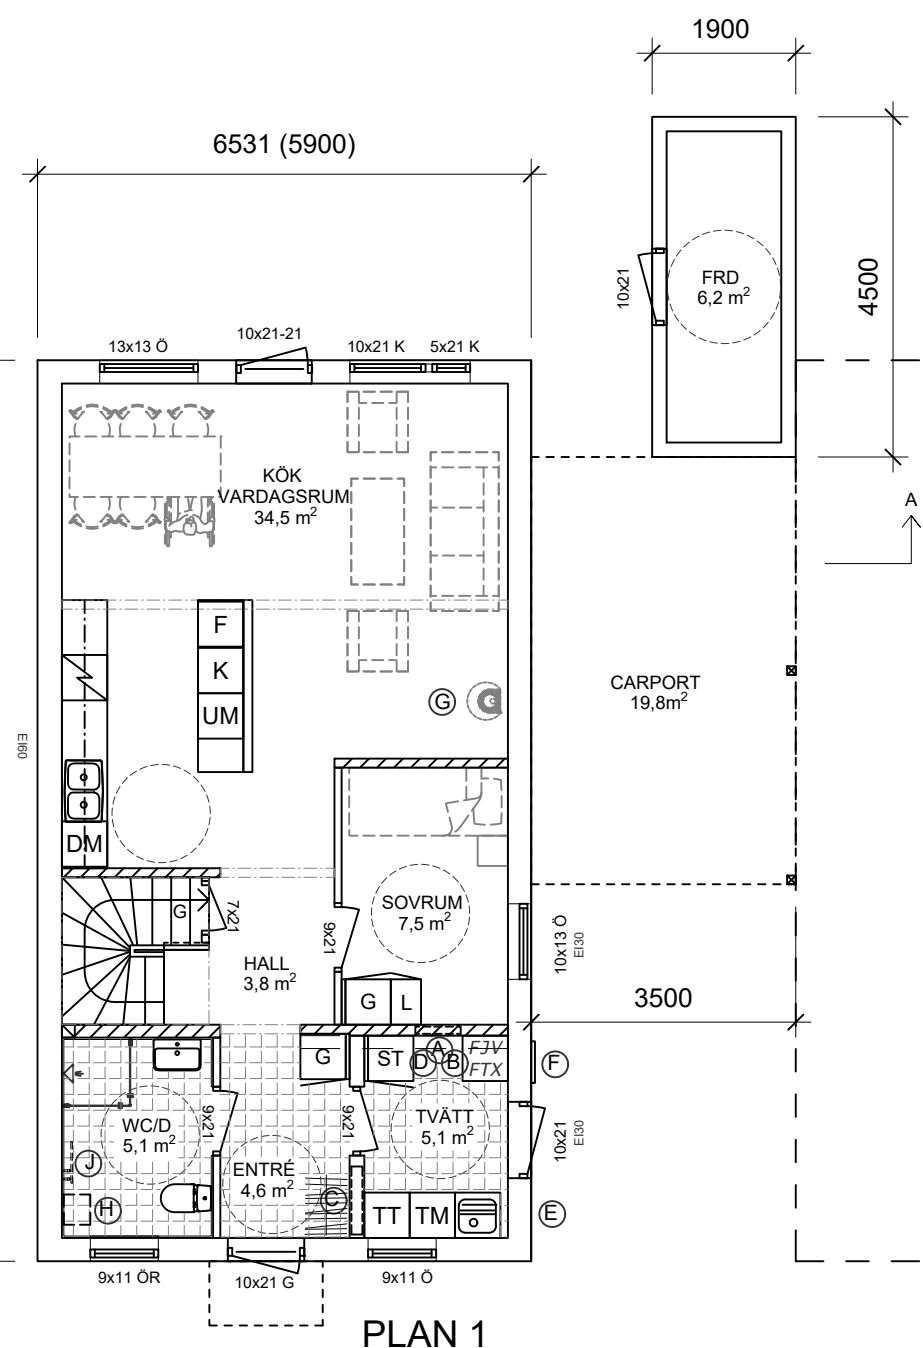 1900
6531 (5900)
4500
10x21
FRD
6,2 m²
13x13 Ö
10x21-21
10x21 K
5x21 K
KÖK
VARDAGSRUM
34,5 m²
A
F
K
UM
G
CARPORT
19,8m²
EI60
DM
G
7x21
SOVRUM
7,5 m²
9x21
10x13 Ö
EI30
HALL
3,8 m²
G
L
3500
G
ST
D
A
B
FJV
FTX
F
WC/D
5,1 m²
9x21
9x21
TVÄTT
5,1 m²
10x21
EI30
J
ENTRÉ
4,6 m²
C
H
TT
TM
E
9x11 ÖR
10x21 G
9x11 Ö
PLAN 1